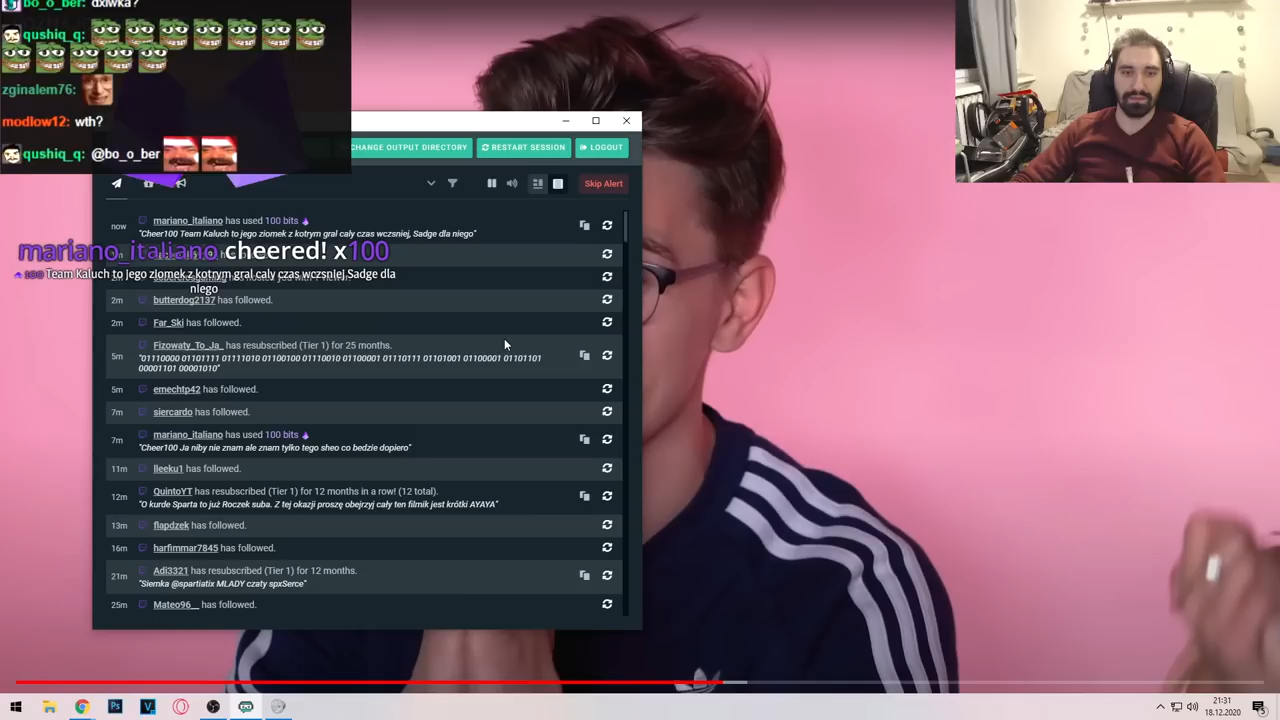 bo_o_ber: dxiwka?
qushiq_q:
zginalem76:
modlow12: wth?
qushiq_q: @bo_o_ber
CHANGE OUTPUT DIRECTORY
RESTART SESSION
LOGOUT
Skip Alert
now mariano_italiano has used 100 bits
"Cheer100 Team Kaluch to jego ziomek z kotrym gral caly czas wczsniej, Sadge dla niego"
mariano_italiano cheered! x100
100 Team Kaluch to jego ziomek z kotrym gral caly czas wczsniej, Sadge dla
niego
2m butterdog2137 has followed.
2m Far_Ski has followed.
5m Fizowaty_To_Ja_ has resubscribed (Tier 1) for 25 months.
"01110000 01101111 01111010 01100100 01110010 01100001 01110111 01101001 01100001 01101101
00001101 00001010"
5m emechtp42 has followed.
7m siercardo has followed.
7m mariano_italiano has used 100 bits
"Cheer100 Ja niby nie znam ale znam tylko tego sheo co bedzie dopiero"
11m lleeku1 has followed.
12m QuintoYT has resubscribed (Tier 1) for 12 months in a row! (12 total).
"O kurde Sparta to już Roczek suba. Z tej okazji proszę obejrzyj cały ten filmik jest krótki AYAYA"
13m flapdzek has followed.
16m harfimmar7845 has followed.
21m Adi3321 has resubscribed (Tier 1) for 12 months.
"Siemka @spartiatix MLADY czaty spxSerce"
25m Mateo96__ has followed.
adidas
Ps
V
21:31
18.12.2020
5